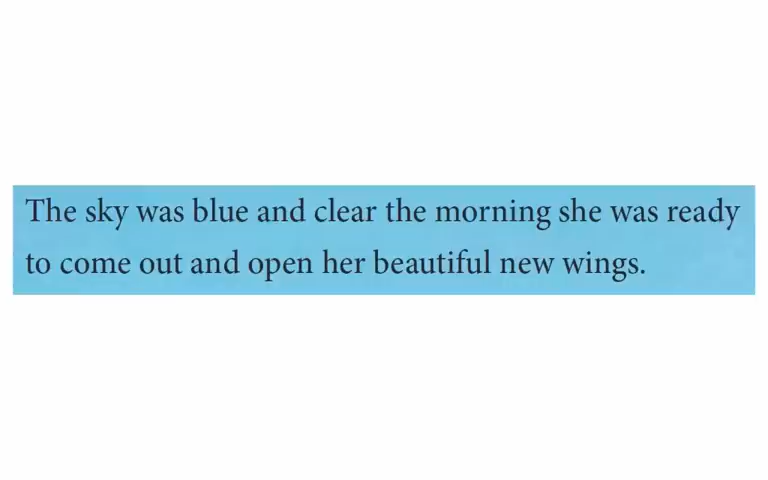 The sky was blue and clear the morning she was ready
to come out and open her beautiful new wings.